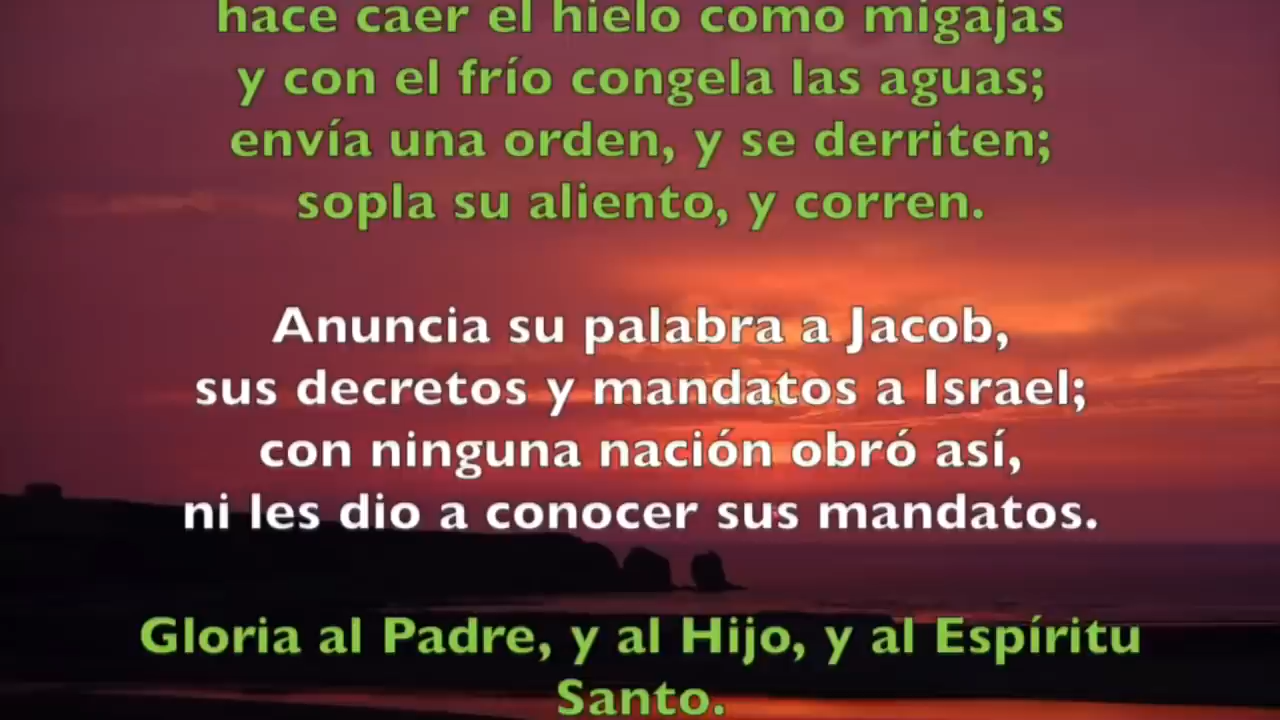 hace caer el hielo como migajas
y con el frío congela las aguas;
envía una orden, y se derriten;
sopla su aliento, y corren.
Anuncia su palabra a Jacob,
sus decretos y mandatos a Israel;
con ninguna nación obró así,
ni les dio a conocer sus mandatos.
Gloria al Padre, y al Hijo, y al Espíritu
Santo.